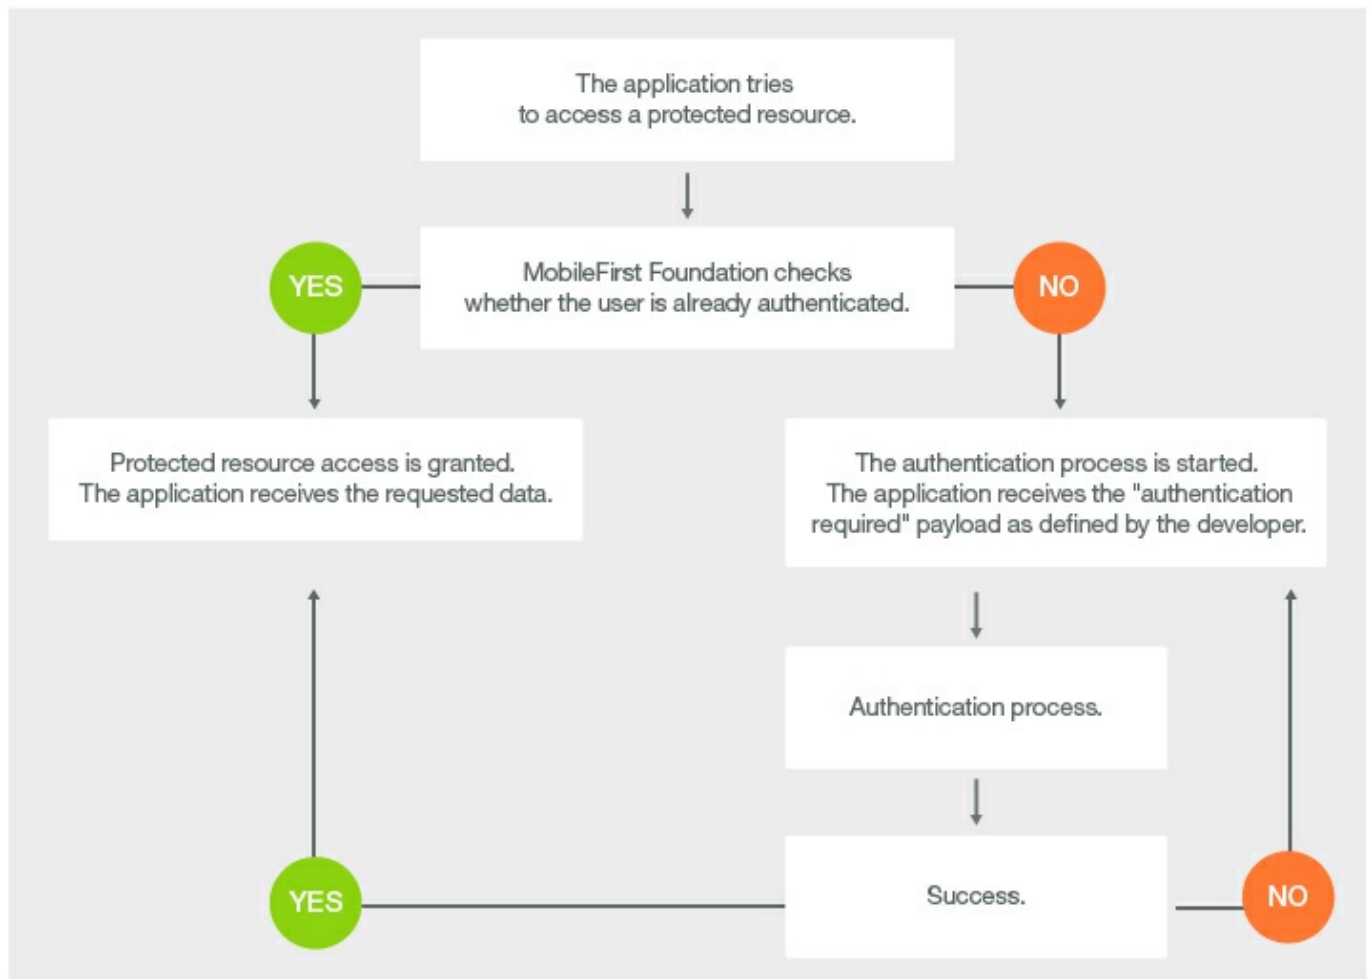 The application tries
to access a protected resource.
YES
MobileFirst Foundation checks
whether the user is already authenticated.
NO
Protected resource access is granted.
The application receives the requested data.
The authentication process is started.
The application receives the "authentication
required" payload as defined by the developer.
Authentication process.
YES
Success.
NO